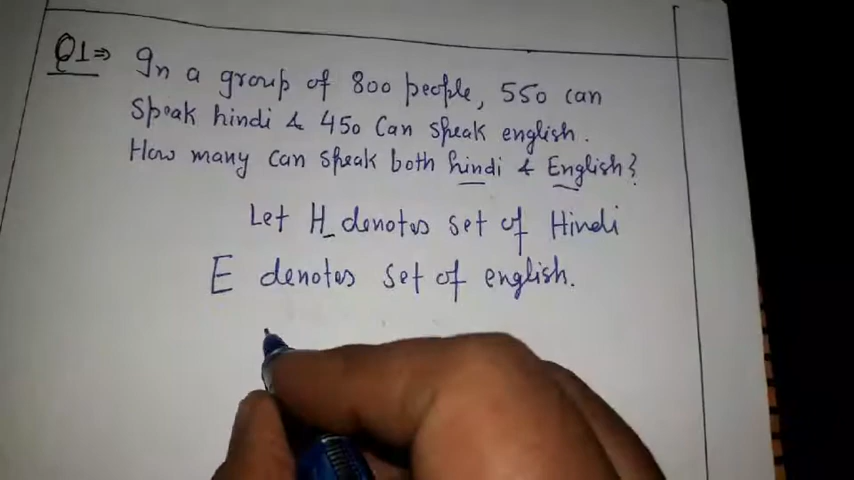 Q1⇒ In a group of 800 people, 550 can
Speak hindi & 450 Can speak english.
How many can speak both hindi & English?
Let H denotes set of Hindi
E denotes set of english.